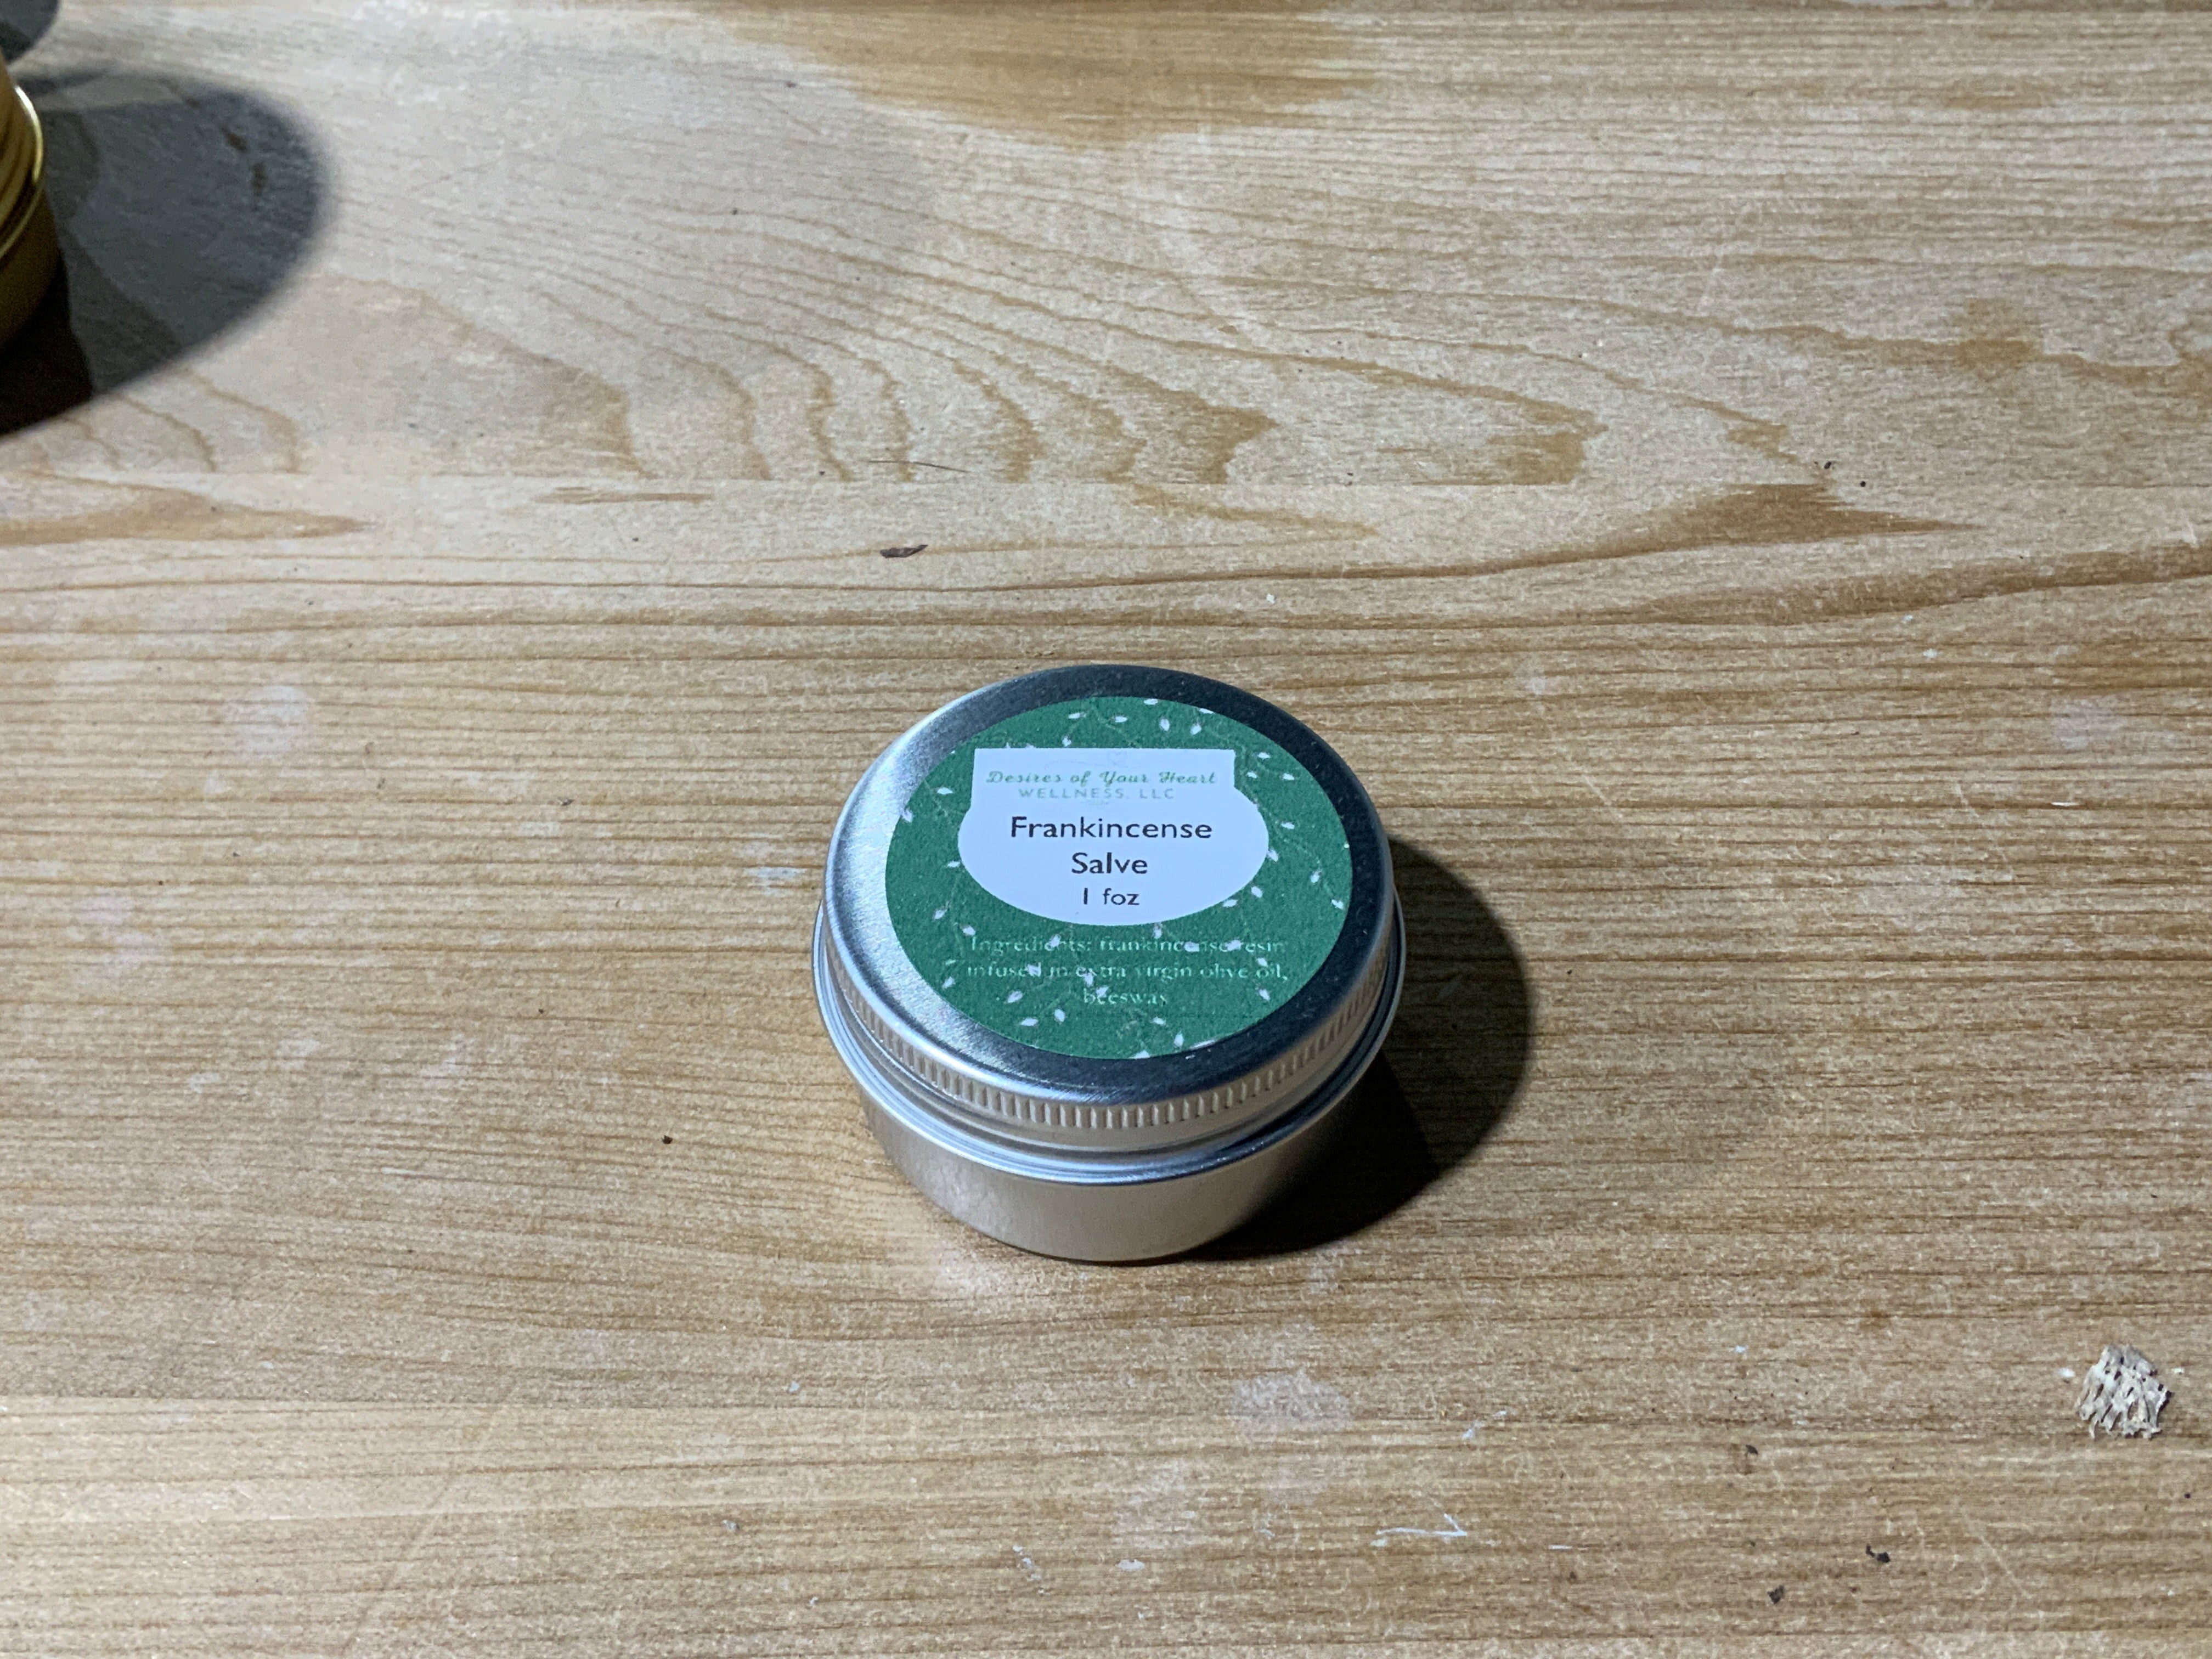 Desires of Your Heart
WELLNESS, LLC
Frankincense
Salve
1 foz
Ingredients: frankincense resin
infused in extra virgin olive oil,
beeswax